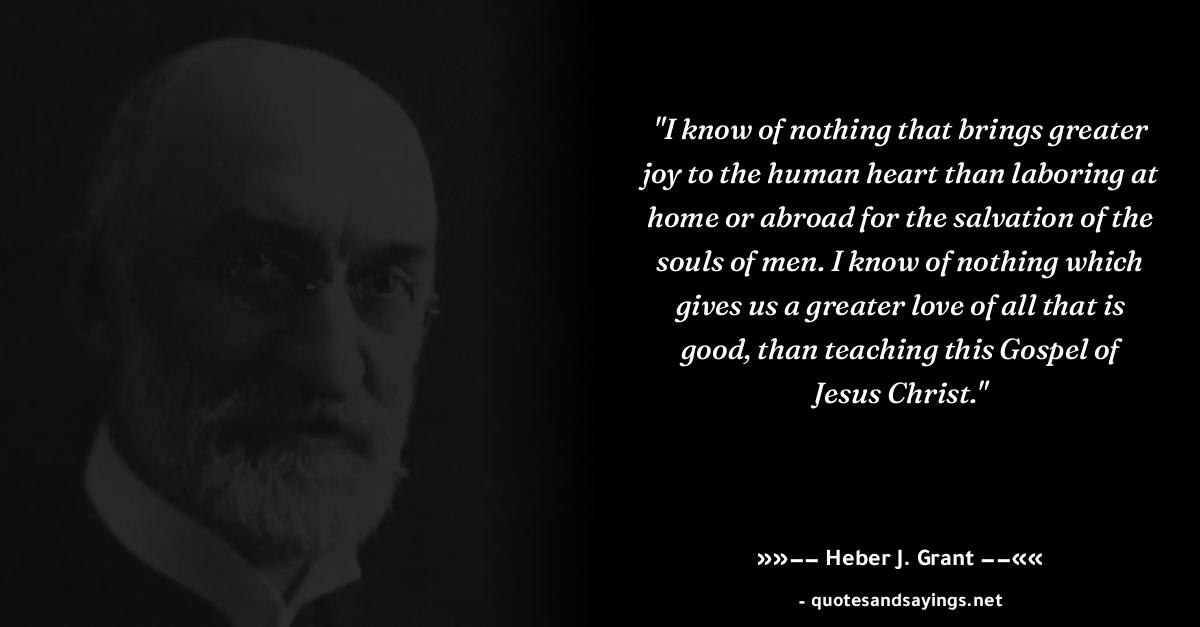 "I know of nothing that brings greater
joy to the human heart than laboring at
home or abroad for the salvation of the
souls of men. I know of nothing which
gives us a greater love of all that is
good, than teaching this Gospel of
Jesus Christ."
»»−− Heber J. Grant −−««
- quotesandsayings.net